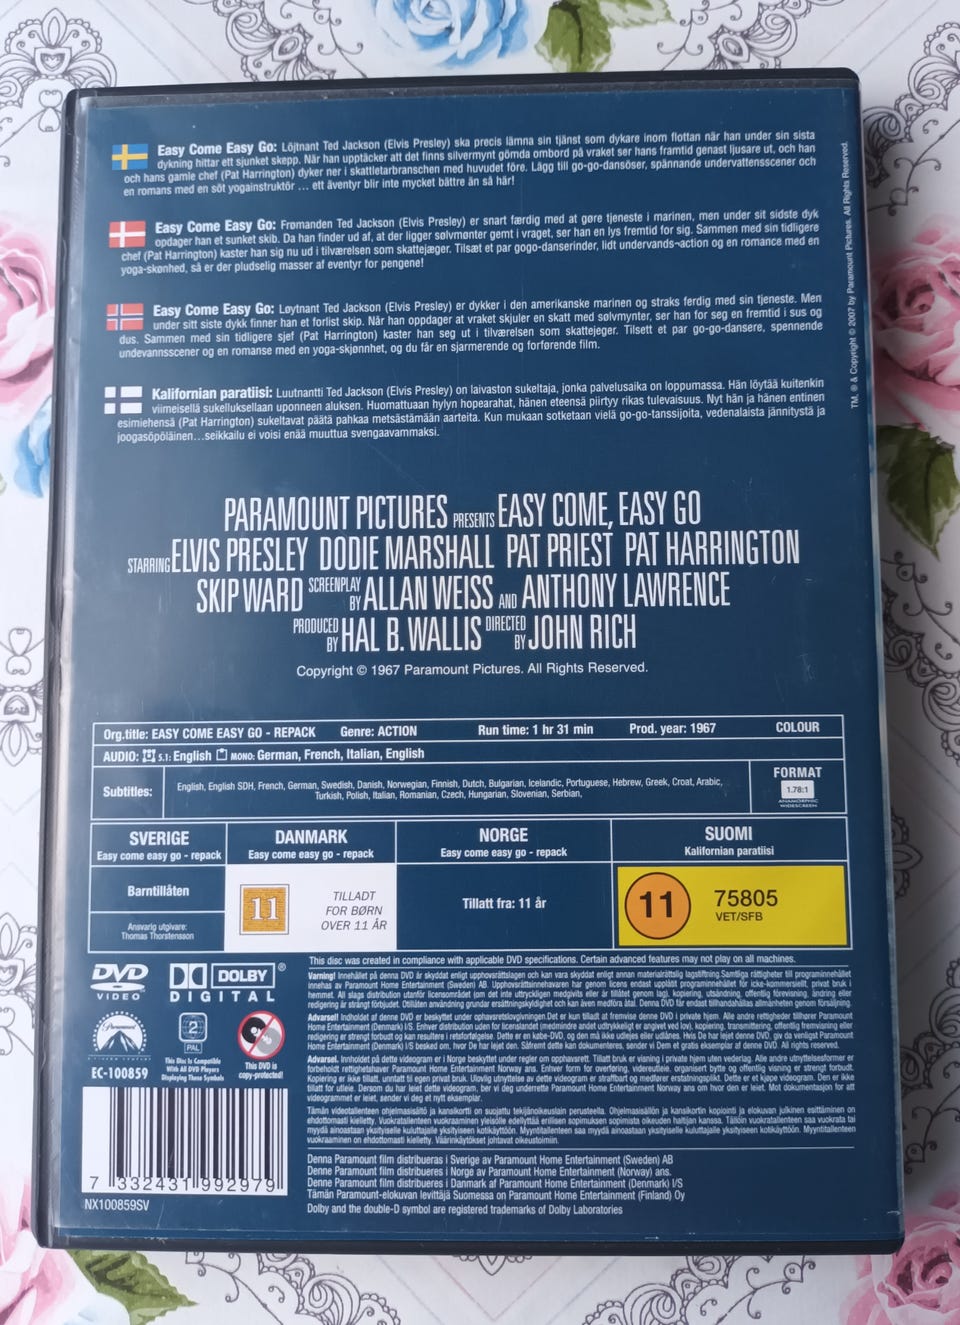 Easy Come Easy Go: Löjtnant Ted Jackson (Elvis Presley) ska precis lämna sin tjänst som dykare inom flottan när han under sin sista
dykning hittar ett sjunket skepp. När han upptäcker att det finns silvermynt gömda ombord på vraket ser hans framtid genast ljusare ut, och han
och hans gamle chef (Pat Harrington) dyker ner i skattletarbranschen med huvudet före. Lägg till go-go-dansöser, spännande undervattensscener och
en romans med en söt yogainstruktör ... ett äventyr blir inte mycket bättre än så här!
Easy Come Easy Go: Frømanden Ted Jackson (Elvis Presley) er snart færdig med at gøre tjeneste i marinen, men under sit sidste dyk
opdager han et sunket skib. Da han finder ud af, at der ligger sølvmønter gemt i vraget, ser han en lys fremtid for sig. Sammen med sin tidligere
chef (Pat Harrington) kaster han sig nu ud i tilværelsen som skattejæger. Tilsæt et par gogo-danserinder, lidt undervands-action og en romance med en
yoga-skønhed, så er der pludselig masser af eventyr for pengene!
Easy Come Easy Go: Løytnant Ted Jackson (Elvis Presley) er dykker i den amerikanske marinen og straks ferdig med sin tjeneste. Men
under sitt siste dykk finner han et forlist skip. Når han oppdager at vraket skjuler en skatt med sølvmynter, ser han for seg en fremtid i sus og
dus. Sammen med sin tidligere sjef (Pat Harrington) kaster han seg ut i tilværelsen som skattejeger. Tilsett et par go-go-dansere, spennende
undevannsscener og en romanse med en yoga-skjønnhet, og du får en sjarmerende og forførende film.
Kalifornian paratiisi: Luutnantti Ted Jackson (Elvis Presley) on laivaston sukeltaja, jonka palvelusaika on loppumassa. Hän löytää kuitenkin
viimeisellä sukelluksellaan uponneen aluksen. Huomattuaan hylyn hopearahat, hänen eteensä piirtyy rikas tulevaisuus. Nyt hän ja hänen entinen
esimiehensä (Pat Harrington) sukeltavat päätä pahkaa metsästämään aarteita. Kun mukaan sotketaan vielä go-go-tanssijoita, vedenalaista jännitystä ja
joogasöpöläinen...seikkailu ei voisi enää muuttua svengaavammaksi.
TM, ® & Copyright © 2007 by Paramount Pictures. All Rights Reserved.
PARAMOUNT PICTURES PRESENTS EASY COME, EASY GO
STARRING ELVIS PRESLEY DODIE MARSHALL PAT PRIEST PAT HARRINGTON
SKIP WARD SCREENPLAY BY ALLAN WEISS AND ANTHONY LAWRENCE
PRODUCED BY HAL B. WALLIS DIRECTED BY JOHN RICH
Copyright © 1967 Paramount Pictures. All Rights Reserved.
Org.title: EASY COME EASY GO - REPACK Genre: ACTION Run time: 1 hr 31 min Prod. year: 1967 COLOUR
AUDIO: 5.1: English MONO: German, French, Italian, English
Subtitles: English, English SDH, French, German, Swedish, Danish, Norwegian, Finnish, Dutch, Bulgarian, Icelandic, Portuguese, Hebrew, Greek, Croat, Arabic,
Turkish, Polish, Italian, Romanian, Czech, Hungarian, Slovenian, Serbian,
FORMAT
1.78:1
ANAMORPHIC
WIDESCREEN
SVERIGE
Easy come easy go - repack
Barntillåten
Ansvarig utgivare:
Thomas Thorstensson
DANMARK
Easy come easy go - repack
11
TILLADT
FOR BØRN
OVER 11 ÅR
NORGE
Easy come easy go - repack
Tillatt fra: 11 år
SUOMI
Kalifornian paratiisi
11
75805
VET/SFB
DVD
VIDEO
DOLBY
DIGITAL
Paramount
EC-100859
2
PAL
This Disc Is Compatible
With All DVD Players
Displaying These Symbols
This DVD is
copy-protected!
This disc was created in compliance with applicable DVD specifications. Certain advanced features may not play on all machines.
Denna Paramount film distribueras i Sverige av Paramount Home Entertainment (Sweden) AB
Denne Paramount film distribueres i Norge av Paramount Home Entertainment (Norway) ans.
Denne Paramount film distribueres i Danmark af Paramount Home Entertainment (Denmark) I/S
Tämän Paramount-elokuvan levittäjä Suomessa on Paramount Home Entertainment (Finland) Oy
Dolby and the double-D symbol are registered trademarks of Dolby Laboratories
7 332431 992979
NX100859SV